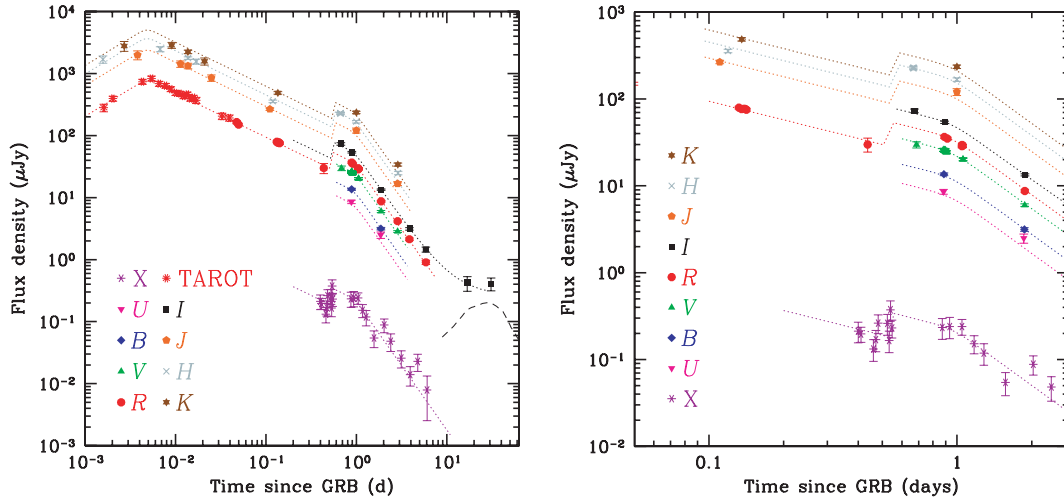 Flux density (μJy)
10⁴
10³
10²
10¹
10⁰
10⁻¹
10⁻²
10⁻³
X TAROT
U I
B J
V H
R K
10⁻³ 10⁻² 10⁻¹ 10⁰ 10¹
Time since GRB (d)
Flux density (μJy)
10³
10²
10¹
10⁰
10⁻¹
10⁻²
K
H
J
I
R
V
B
U
X
0.1 1
Time since GRB (days)